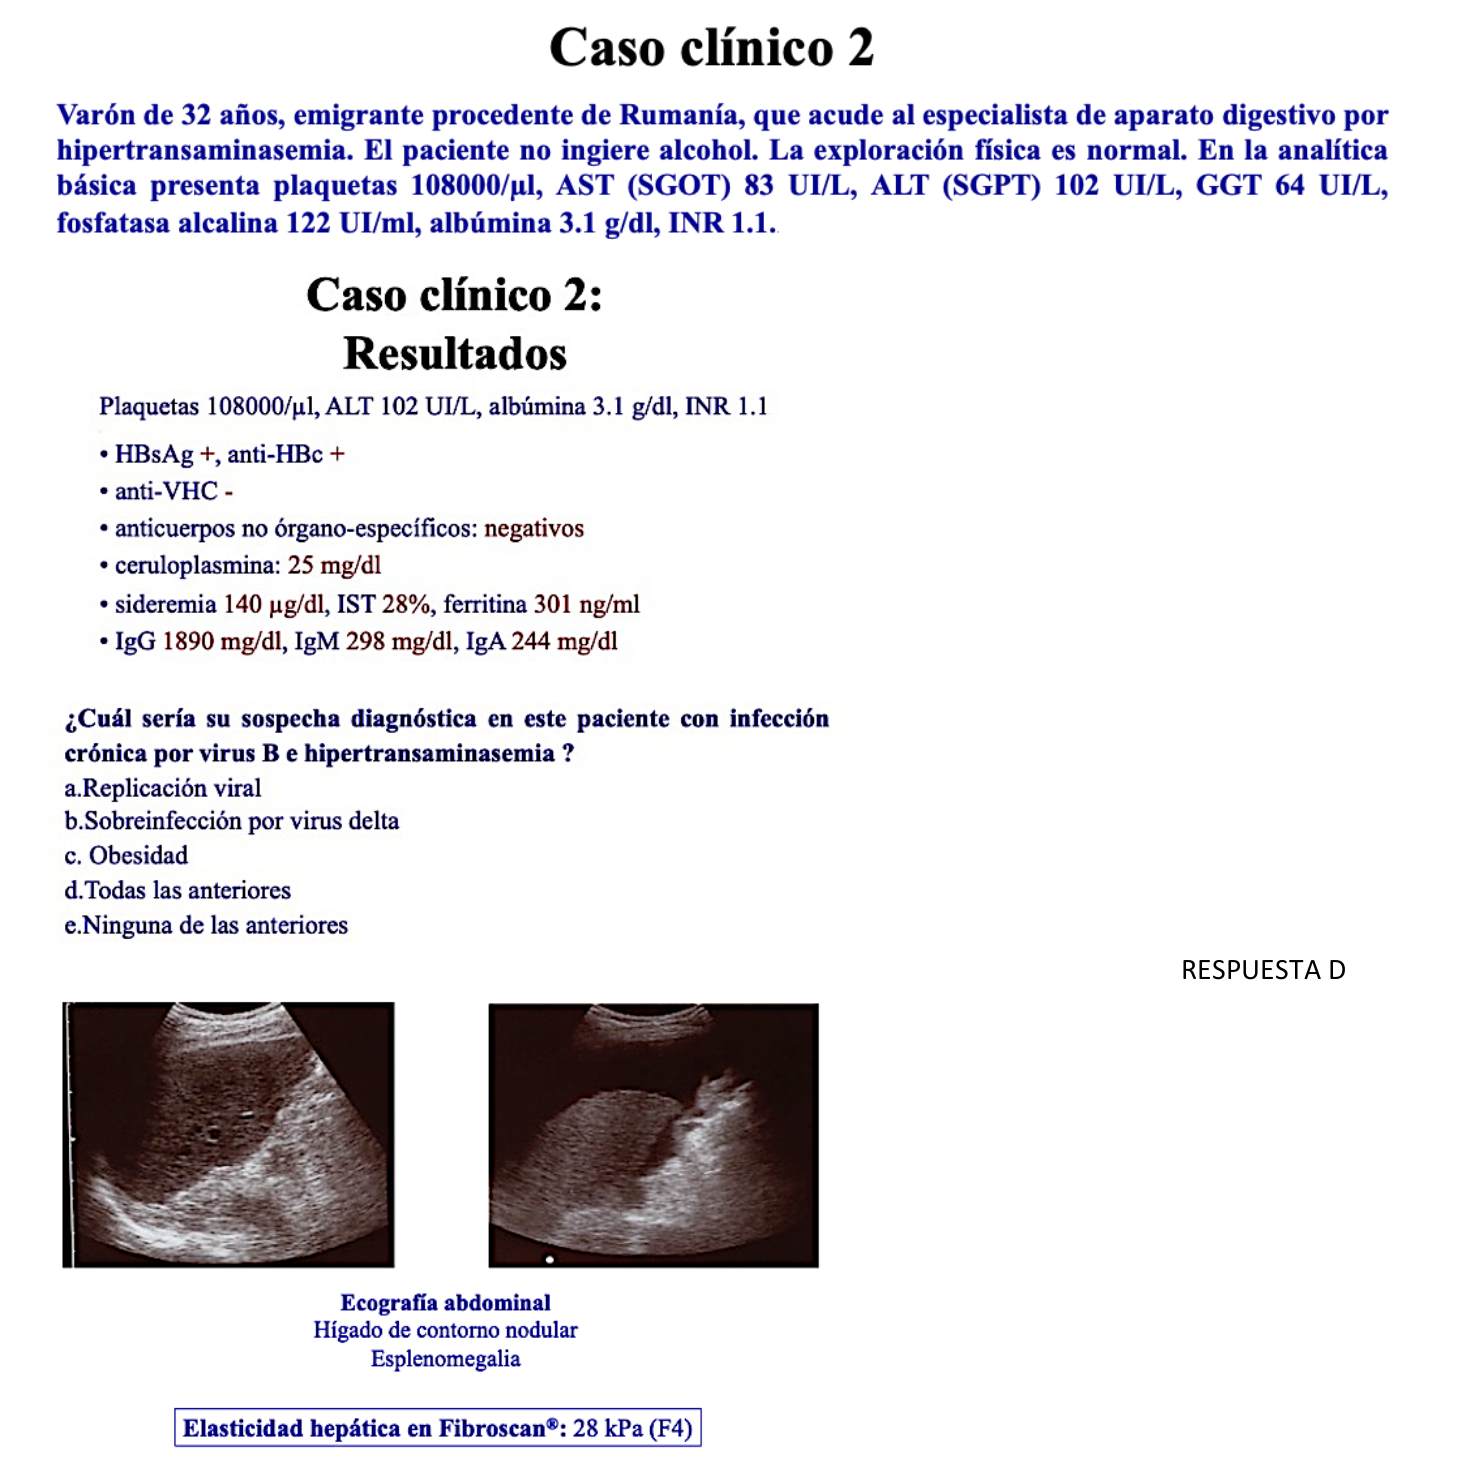 Caso clínico 2
Varón de 32 años, emigrante procedente de Rumanía, que acude al especialista de aparato digestivo por
hipertransaminasemia. El paciente no ingiere alcohol. La exploración física es normal. En la analítica
básica presenta plaquetas 108000/µl, AST (SGOT) 83 UI/L, ALT (SGPT) 102 UI/L, GGT 64 UI/L,
fosfatasa alcalina 122 UI/ml, albúmina 3.1 g/dl, INR 1.1.
Caso clínico 2:
Resultados
Plaquetas 108000/µl, ALT 102 UI/L, albúmina 3.1 g/dl, INR 1.1
• HBsAg +, anti-HBc +
• anti-VHC -
• anticuerpos no órgano-específicos: negativos
• ceruloplasmina: 25 mg/dl
• sideremia 140 µg/dl, IST 28%, ferritina 301 ng/ml
• IgG 1890 mg/dl, IgM 298 mg/dl, IgA 244 mg/dl
¿Cuál sería su sospecha diagnóstica en este paciente con infección
crónica por virus B e hipertransaminasemia ?
a.Replicación viral
b.Sobreinfección por virus delta
c. Obesidad
d.Todas las anteriores
e.Ninguna de las anteriores
RESPUESTA D
Ecografía abdominal
Hígado de contorno nodular
Esplenomegalia
Elasticidad hepática en Fibroscan®: 28 kPa (F4)